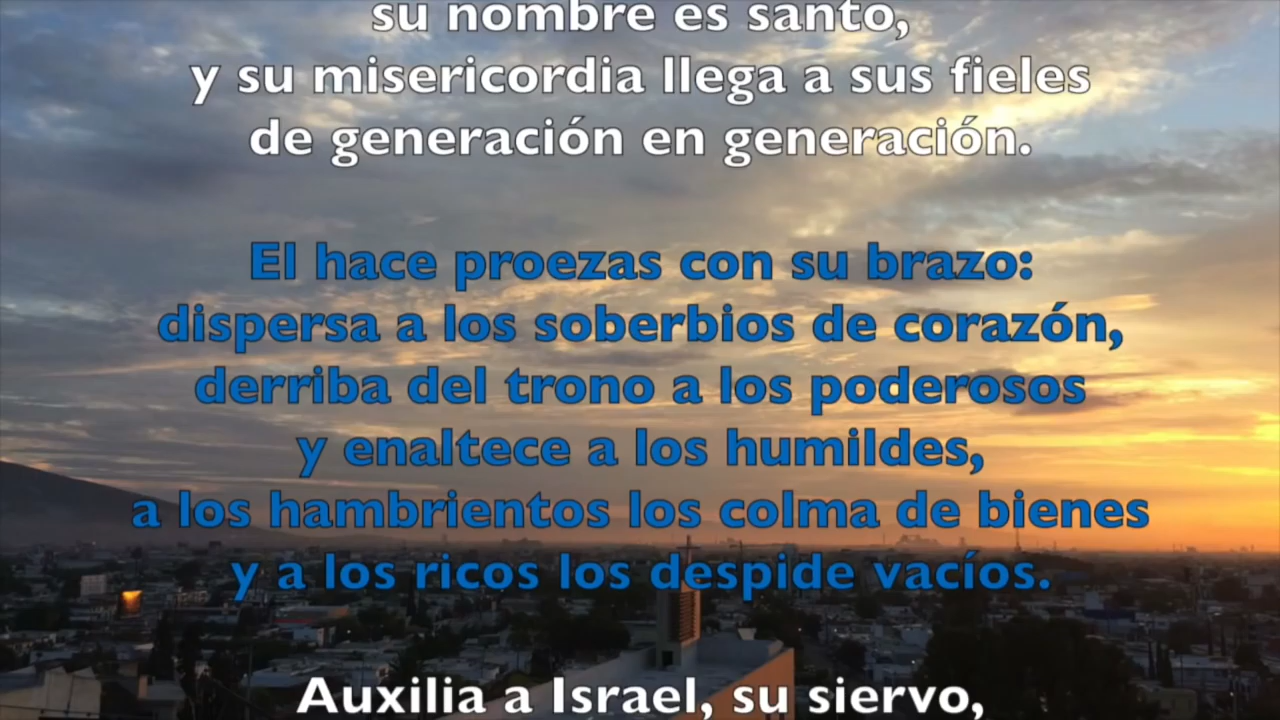 su nombre es santo,
y su misericordia llega a sus fieles
de generación en generación.
El hace proezas con su brazo:
dispersa a los soberbios de corazón,
derriba del trono a los poderosos
y enaltece a los humildes,
a los hambrientos los colma de bienes
y a los ricos los despide vacíos.
Auxilia a Israel, su siervo,